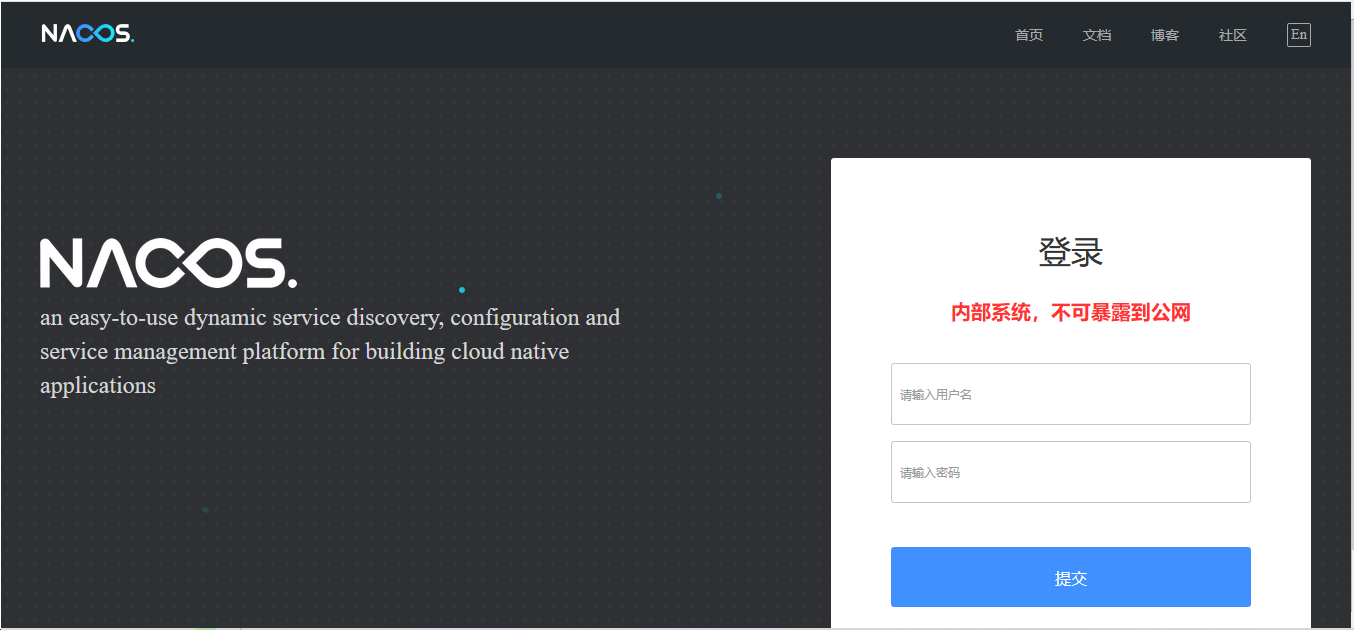 NACOS.
首页
文档
博客
社区
En
NACOS.
an easy-to-use dynamic service discovery, configuration and
service management platform for building cloud native
applications
登录
内部系统，不可暴露到公网
请输入用户名
请输入密码
提交